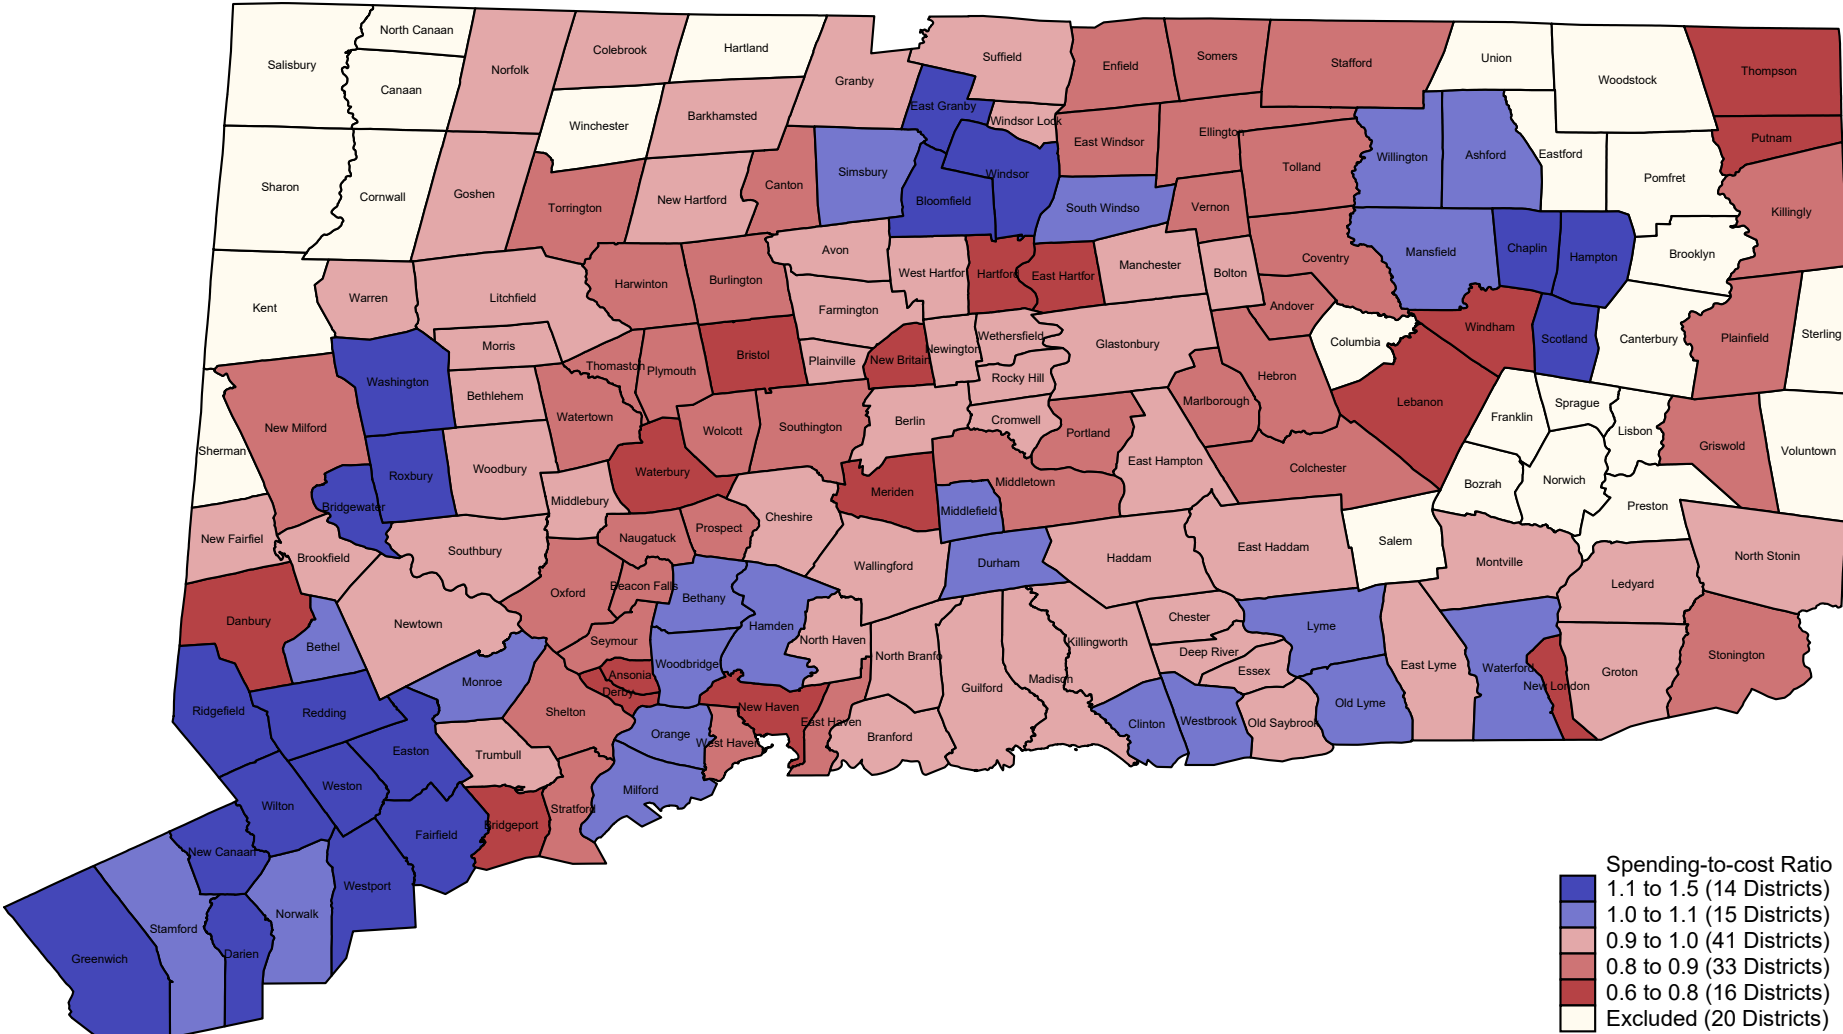 North Canaan
Salisbury
Canaan
Norfolk
Colebrook
Hartland
Granby
Suffield
Enfield
Somers
Stafford
Union
Woodstock
Thompson
Winchester
Barkhamsted
East Granby
Windsor Lock
East Windsor
Ellington
Willington
Ashford
Eastford
Putnam
Sharon
Cornwall
Goshen
Torrington
New Hartford
Canton
Simsbury
Bloomfield
Windsor
South Windso
Vernon
Tolland
Pomfret
Killingly
Kent
Warren
Litchfield
Harwinton
Burlington
Avon
West Hartfor
Hartford
East Hartfor
Manchester
Bolton
Coventry
Mansfield
Chaplin
Hampton
Brooklyn
Farmington
Andover
Morris
Washington
Bethlehem
Thomaston
Plymouth
Bristol
Plainville
New Britain
Newington
Wethersfield
Rocky Hill
Glastonbury
Columbia
Windham
Scotland
Canterbury
Plainfield
Sterling
Hebron
Marlborough
Lebanon
New Milford
Sherman
Watertown
Wolcott
Southington
Berlin
Cromwell
Portland
East Hampton
Colchester
Franklin
Sprague
Lisbon
Griswold
Voluntown
Roxbury
Woodbury
Waterbury
Bridgewater
Middlebury
Meriden
Middletown
Middlefield
Bozrah
Norwich
Preston
New Fairfiel
Brookfield
Southbury
Naugatuck
Prospect
Cheshire
Wallingford
Durham
Haddam
East Haddam
Salem
Montville
Ledyard
North Stonin
Danbury
Bethel
Newtown
Oxford
Beacon Falls
Bethany
Hamden
North Haven
North Branfo
Killingworth
Chester
Deep River
Essex
Lyme
East Lyme
Waterford
New London
Groton
Stonington
Seymour
Woodbridge
Ansonia
Derby
Monroe
Ridgefield
Redding
Easton
Shelton
Orange
New Haven
West Haven
East Haven
Branford
Guilford
Madison
Clinton
Westbrook
Old Saybrook
Old Lyme
Trumbull
Weston
Wilton
Milford
Stratford
Bridgeport
Fairfield
New Canaan
Westport
Norwalk
Stamford
Darien
Greenwich
Spending-to-cost Ratio
1.1 to 1.5 (14 Districts)
1.0 to 1.1 (15 Districts)
0.9 to 1.0 (41 Districts)
0.8 to 0.9 (33 Districts)
0.6 to 0.8 (16 Districts)
Excluded (20 Districts)